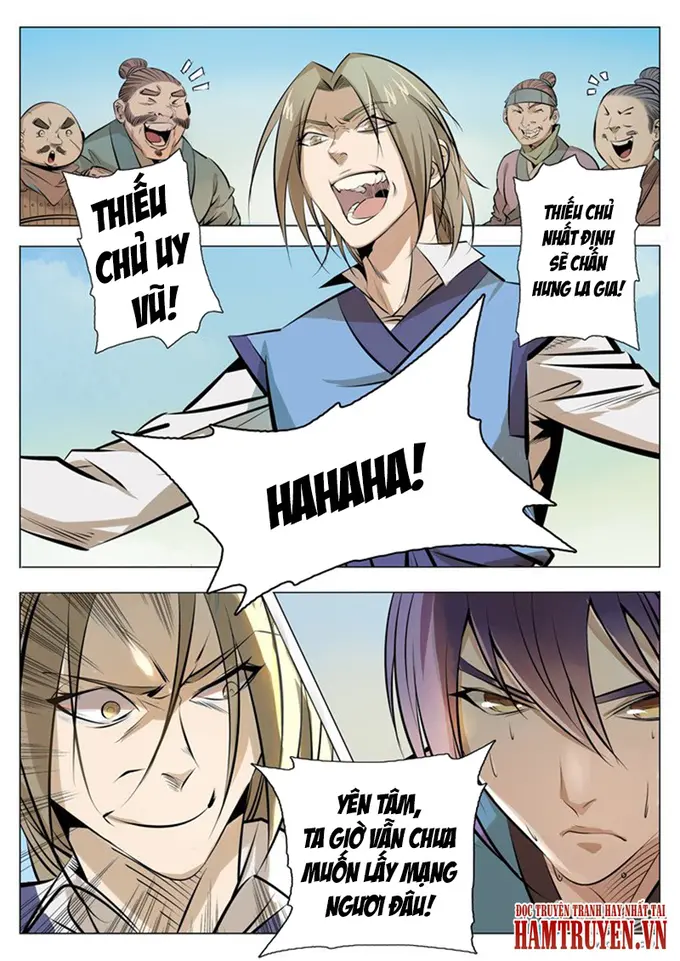 THIẾU
CHỦ UY
VŨ!
THIẾU CHỦ
NHẤT ĐỊNH
SẼ CHẤN
HƯNG LA GIA!
HAHAHA!
YÊN TÂM,
TA GIỜ VẪN CHƯA
MUỐN LẤY MẠNG
NGƯƠI ĐÂU!
ĐỌC TRUYỆN TRANH HAY NHẤT TẠI
HAMTRUYEN.VN